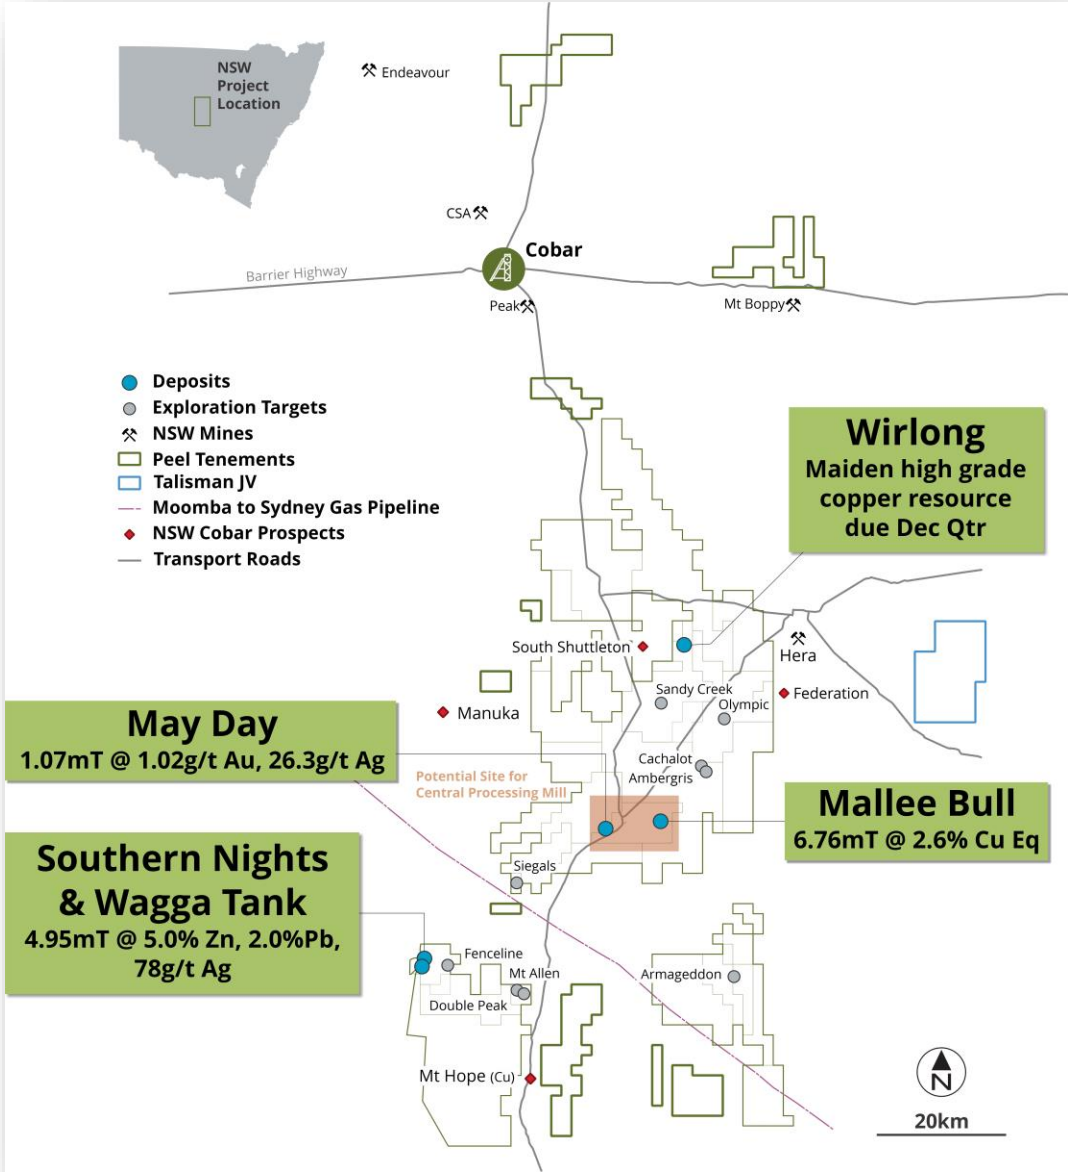 NSW
Project
Location
Endeavour
CSA
Cobar
Barrier Highway
Peak
Mt Boppy
Deposits
Exploration Targets
NSW Mines
Peel Tenements
Talisman JV
Moomba to Sydney Gas Pipeline
NSW Cobar Prospects
Transport Roads
Wirlong
Maiden high grade
copper resource
due Dec Qtr
South Shuttleton
Hera
Sandy Creek
Federation
Olympic
Manuka
May Day
1.07mT @ 1.02g/t Au, 26.3g/t Ag
Cachalot
Ambergris
Potential Site for
Central Processing Mill
Mallee Bull
6.76mT @ 2.6% Cu Eq
Southern Nights
& Wagga Tank
4.95mT @ 5.0% Zn, 2.0%Pb,
78g/t Ag
Siegals
Fenceline
Mt Allen
Double Peak
Armageddon
Mt Hope (Cu)
N
20km